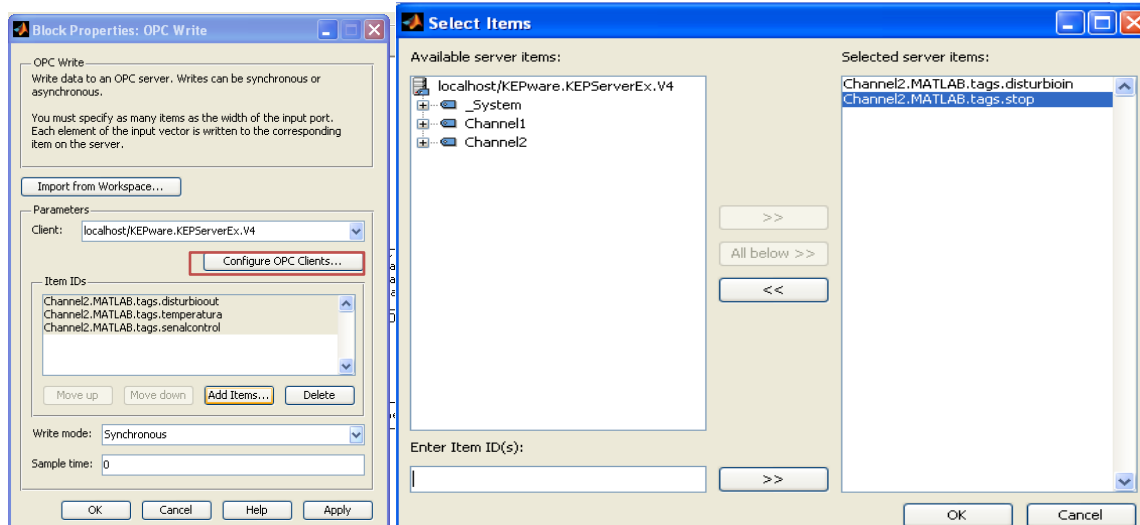 Block Properties: OPC Write
OPC Write
Write data to an OPC server. Writes can be synchronous or
asynchronous.
You must specify as many items as the width of the input port.
Each element of the input vector is written to the corresponding
item on the server.
Import from Workspace...
Parameters
Client: localhost/KEPware.KEPServerEx.V4
Configure OPC Clients...
Item IDs
Channel2.MATLAB.tags.disturbioout
Channel2.MATLAB.tags.temperatura
Channel2.MATLAB.tags.senalcontrol
Move up Move down Add Items... Delete
Write mode: Synchronous
Sample time: 0
OK Cancel Help Apply
Select Items
Available server items:
localhost/KEPware.KEPServerEx.V4
_System
Channel1
Channel2
>>
All below >>
<<
Selected server items:
Channel2.MATLAB.tags.disturbioin
Channel2.MATLAB.tags.stop
Enter Item ID(s):
>>
OK Cancel